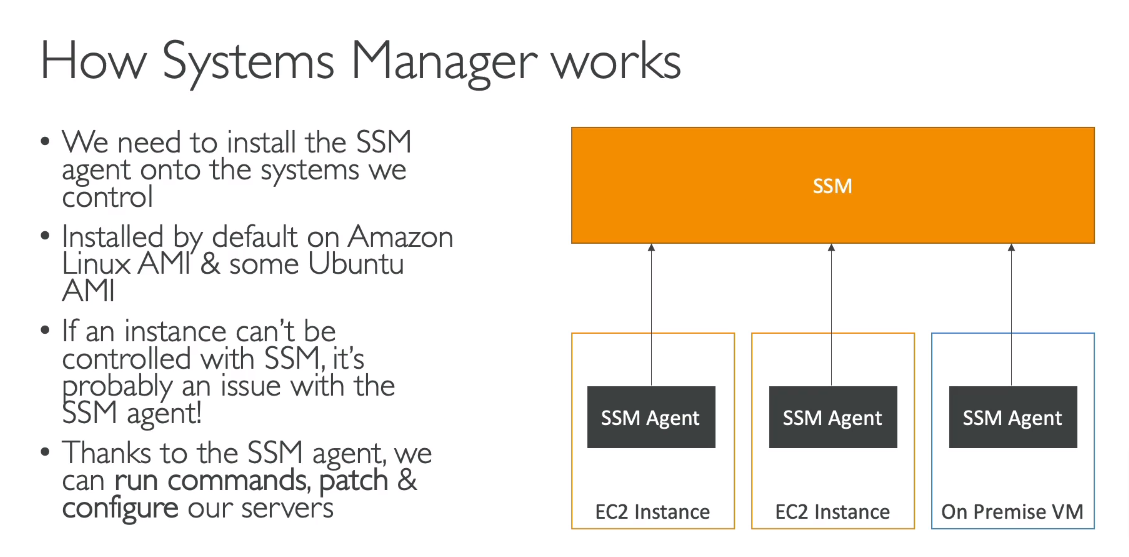 How Systems Manager works
• We need to install the SSM
agent onto the systems we
control
• Installed by default on Amazon
Linux AMI & some Ubuntu
AMI
• If an instance can't be
controlled with SSM, it's
probably an issue with the
SSM agent!
• Thanks to the SSM agent, we
can run commands, patch &
configure our servers
SSM
SSM Agent
SSM Agent
SSM Agent
EC2 Instance
EC2 Instance
On Premise VM